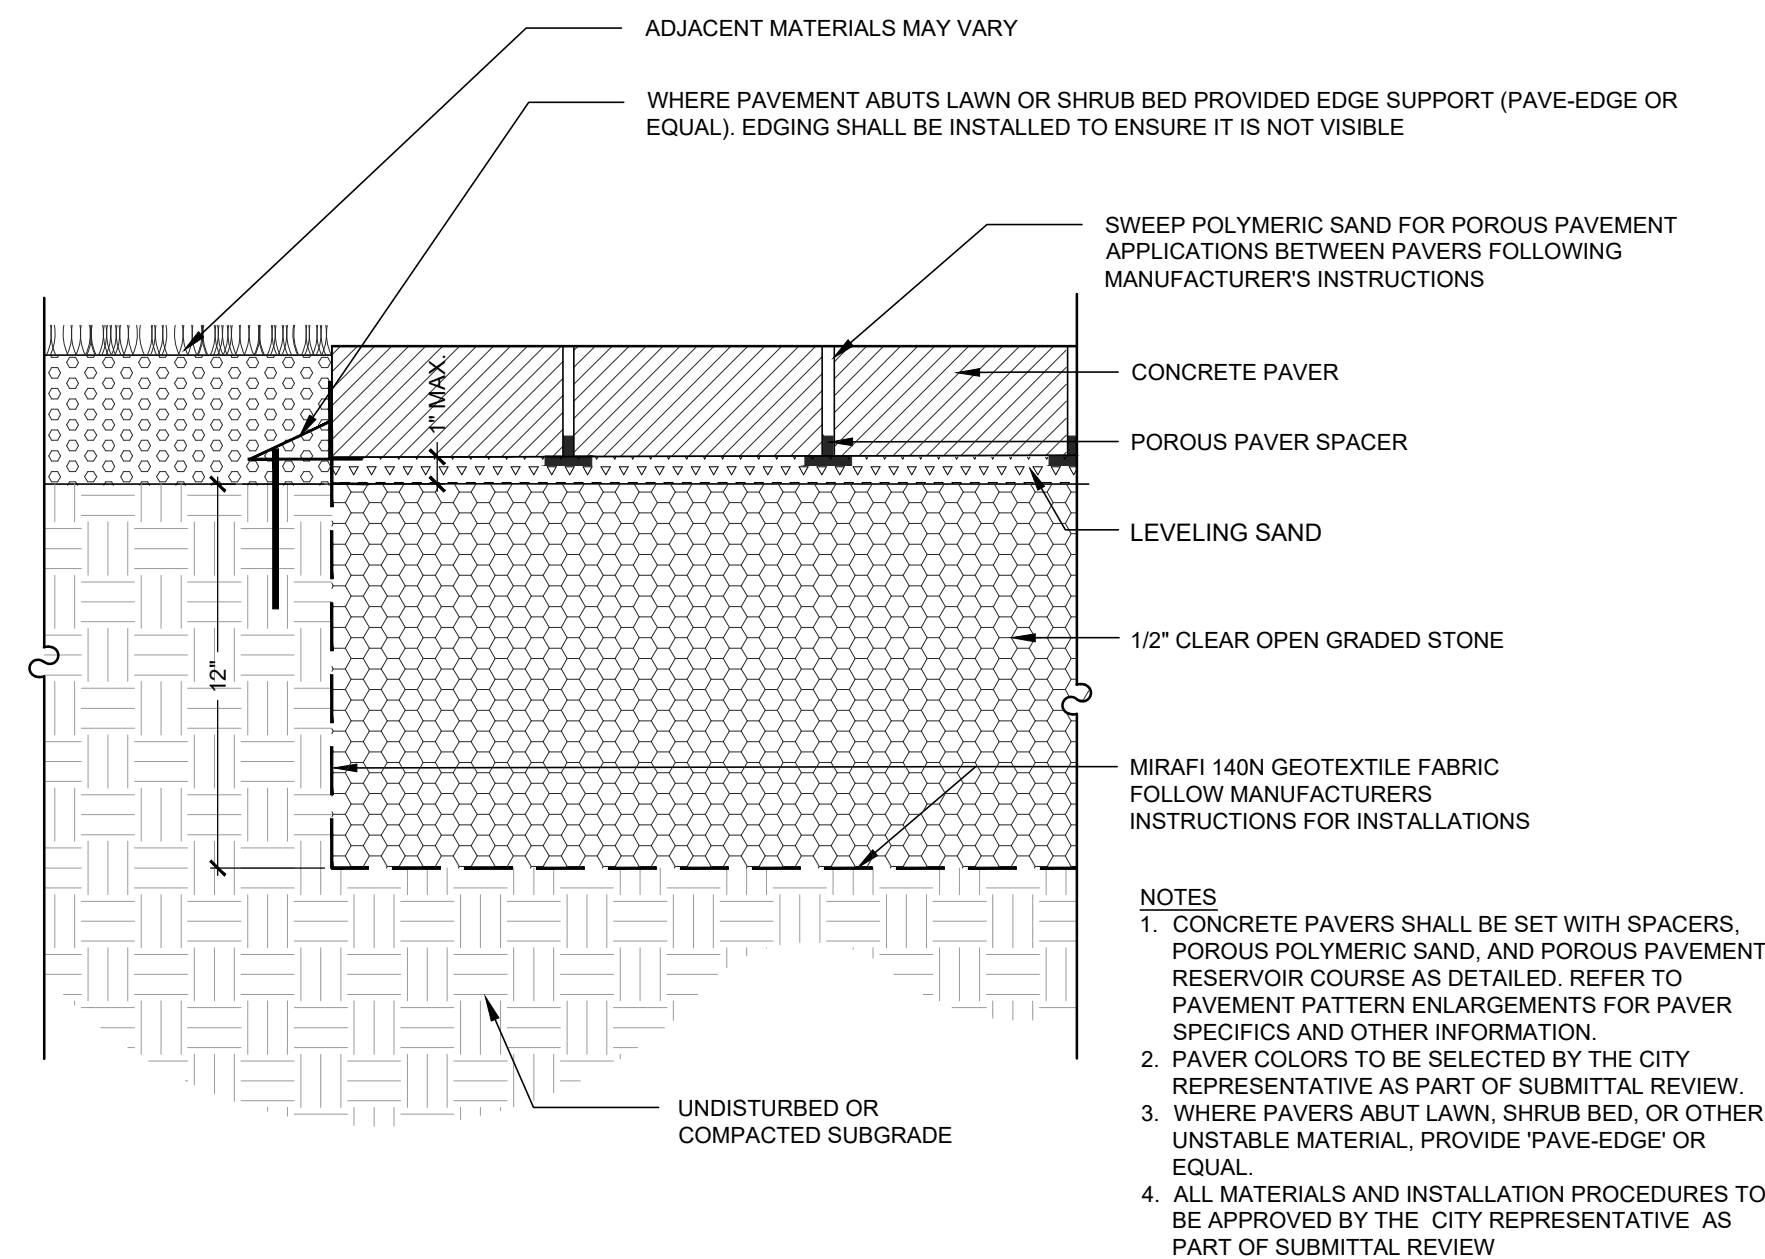 ADJACENT MATERIALS MAY VARY
WHERE PAVEMENT ABUTS LAWN OR SHRUB BED PROVIDED EDGE SUPPORT (PAVE-EDGE OR
EQUAL). EDGING SHALL BE INSTALLED TO ENSURE IT IS NOT VISIBLE
SWEEP POLYMERIC SAND FOR POROUS PAVEMENT
APPLICATIONS BETWEEN PAVERS FOLLOWING
MANUFACTURER'S INSTRUCTIONS
1" MAX.
CONCRETE PAVER
POROUS PAVER SPACER
LEVELING SAND
1/2" CLEAR OPEN GRADED STONE
12"
MIRAFI 140N GEOTEXTILE FABRIC
FOLLOW MANUFACTURERS
INSTRUCTIONS FOR INSTALLATIONS
UNDISTURBED OR
COMPACTED SUBGRADE
NOTES
1. CONCRETE PAVERS SHALL BE SET WITH SPACERS,
POROUS POLYMERIC SAND, AND POROUS PAVEMENT
RESERVOIR COURSE AS DETAILED. REFER TO
PAVEMENT PATTERN ENLARGEMENTS FOR PAVER
SPECIFICS AND OTHER INFORMATION.
2. PAVER COLORS TO BE SELECTED BY THE CITY
REPRESENTATIVE AS PART OF SUBMITTAL REVIEW.
3. WHERE PAVERS ABUT LAWN, SHRUB BED, OR OTHER
UNSTABLE MATERIAL, PROVIDE 'PAVE-EDGE' OR
EQUAL.
4. ALL MATERIALS AND INSTALLATION PROCEDURES TO
BE APPROVED BY THE CITY REPRESENTATIVE AS
PART OF SUBMITTAL REVIEW